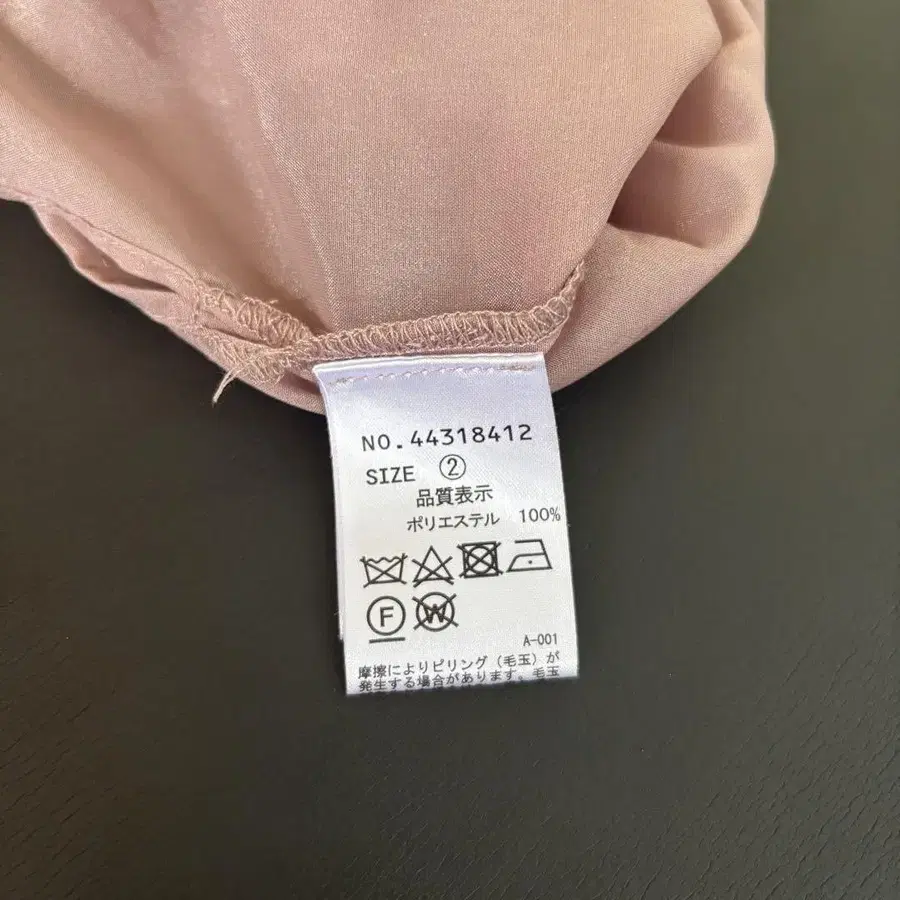 NO.44318412
SIZE ②
品質表示
ポリエステル 100%
F W
A-001
摩擦によりピリング(毛玉)が
発生する場合があります。毛玉